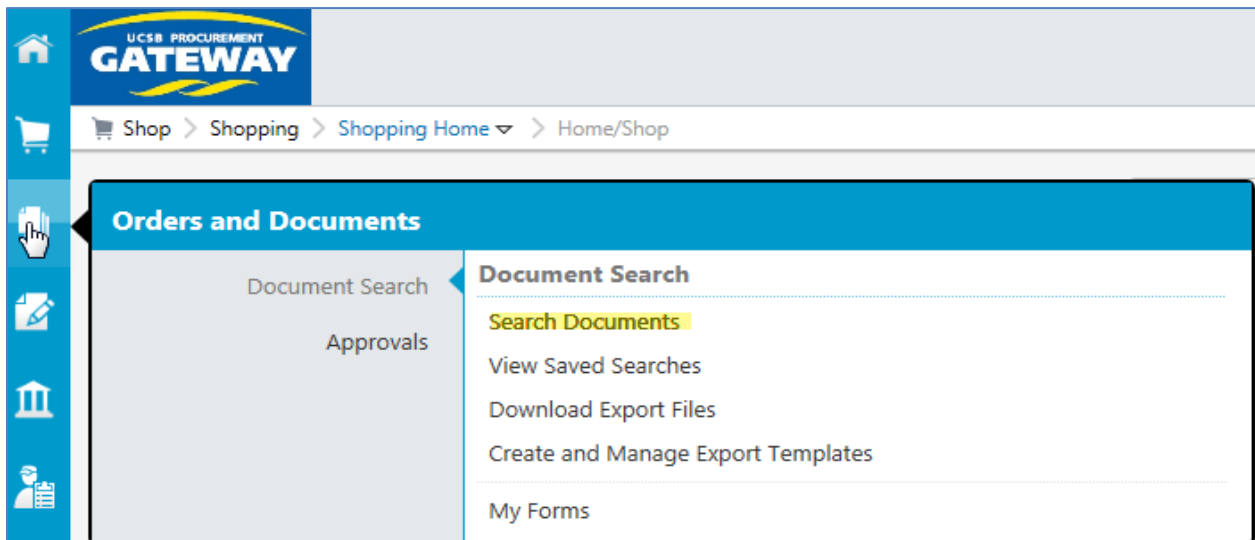 UCSB PROCUREMENT
GATEWAY
Shop > Shopping > Shopping Home > Home/Shop
Orders and Documents
Document Search
Approvals
Document Search
Search Documents
View Saved Searches
Download Export Files
Create and Manage Export Templates
My Forms